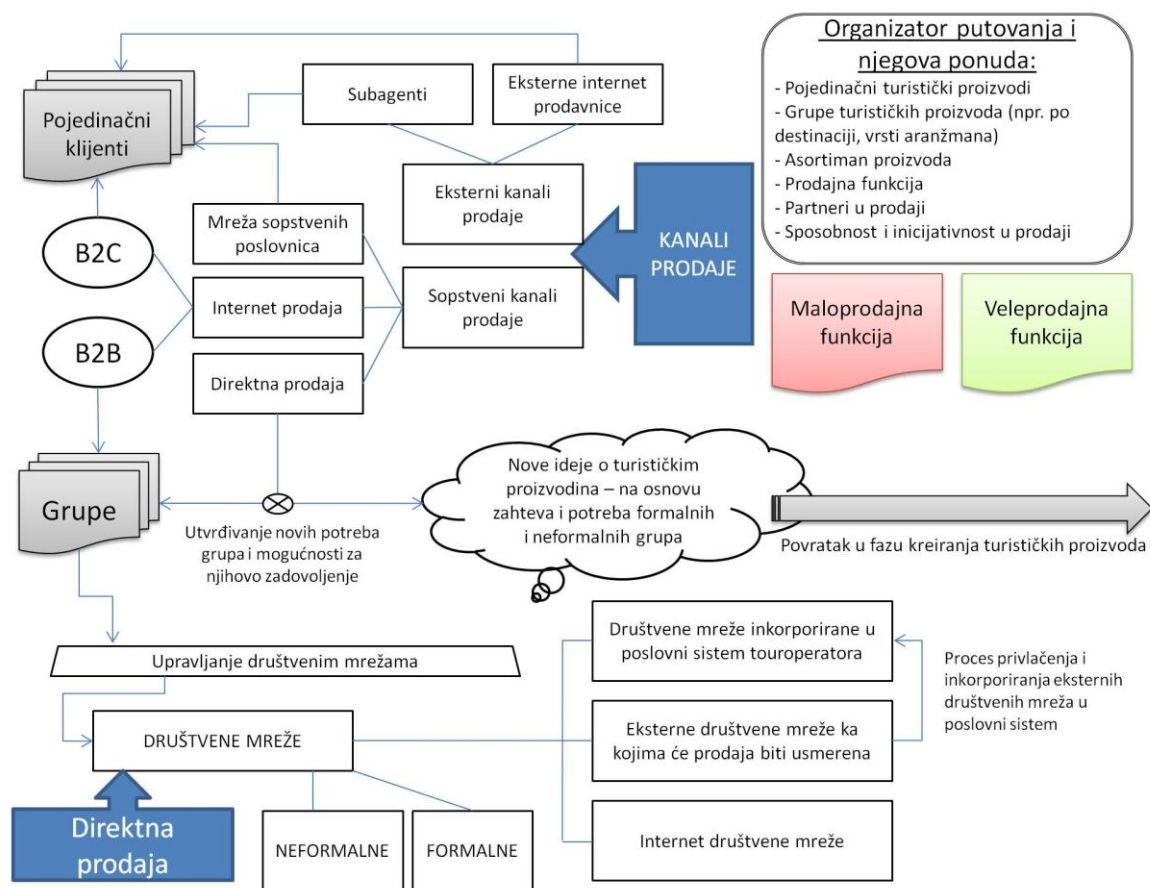 Organizator putovanja i
njegova ponuda:
- Pojedinačni turistički proizvodi
- Grupe turističkih proizvoda (npr. po
destinaciji, vrsti aranžmana)
- Asortiman proizvoda
- Prodajna funkcija
- Partneri u prodaji
- Sposobnost i inicijativnost u prodaji
Pojedinačni
klijenti
Subagenti
Eksterne internet
prodavnice
Eksterni kanali
prodaje
Mreža sopstvenih
poslovnica
KANALI
PRODAJE
B2C
Internet prodaja
Sopstveni kanali
prodaje
Maloprodajna
funkcija
Veleprodajna
funkcija
B2B
Direktna prodaja
Grupe
Utvrđivanje novih potreba
grupa i mogućnosti za
njihovo zadovoljenje
Nove ideje o turističkim
proizvodina – na osnovu
zahteva i potreba formalnih
i neformalnih grupa
Povratak u fazu kreiranja turističkih proizvoda
Upravljanje društvenim mrežama
Društvene mreže inkorporirane u
poslovni sistem touroperatora
Proces privlačenja i
inkorporiranja eksternih
društvenih mreža u
poslovni sistem
DRUŠTVENE MREŽE
Eksterne društvene mreže ka
kojima će prodaja biti usmerena
Direktna
prodaja
NEFORMALNE
FORMALNE
Internet društvene mreže